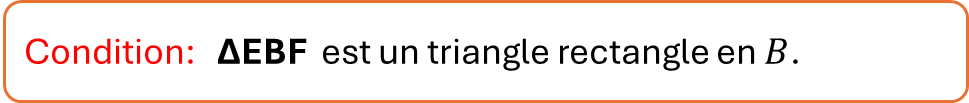 Condition: ΔEBF est un triangle rectangle en B.